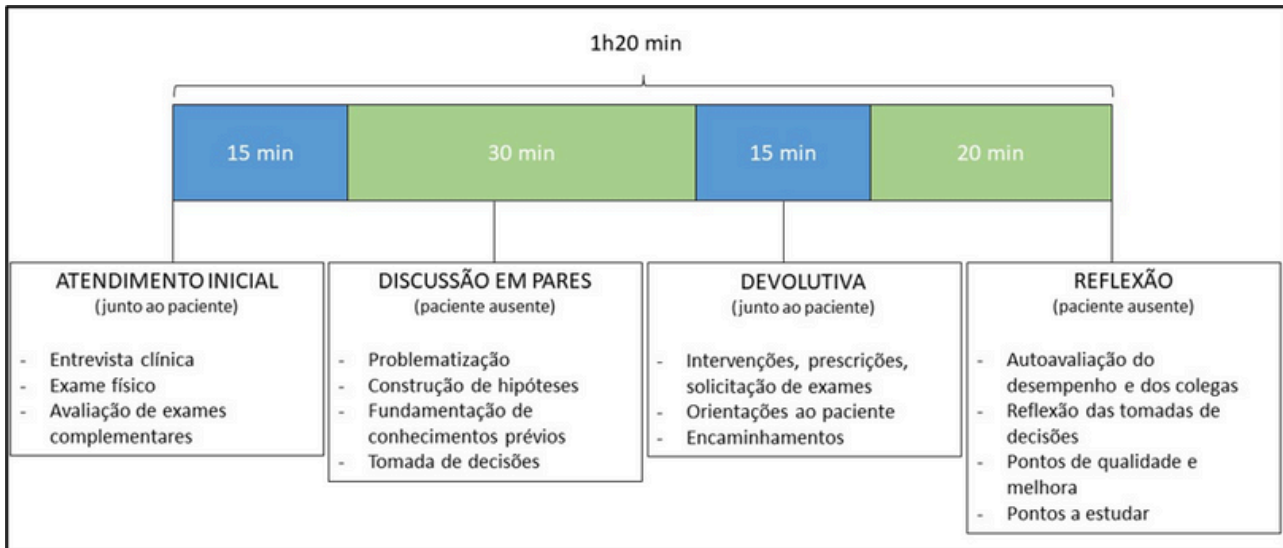 1h20 min
15 min
30 min
15 min
20 min
ATENDIMENTO INICIAL
(junto ao paciente)
- Entrevista clínica
- Exame físico
- Avaliação de exames
complementares
DISCUSSÃO EM PARES
(paciente ausente)
- Problematização
- Construção de hipóteses
- Fundamentação de
conhecimentos prévios
- Tomada de decisões
DEVOLUTIVA
(junto ao paciente)
- Intervenções, prescrições,
solicitação de exames
- Orientações ao paciente
- Encaminhamentos
REFLEXÃO
(paciente ausente)
- Autoavaliação do
desempenho e dos colegas
- Reflexão das tomadas de
decisões
- Pontos de qualidade e
melhora
- Pontos a estudar